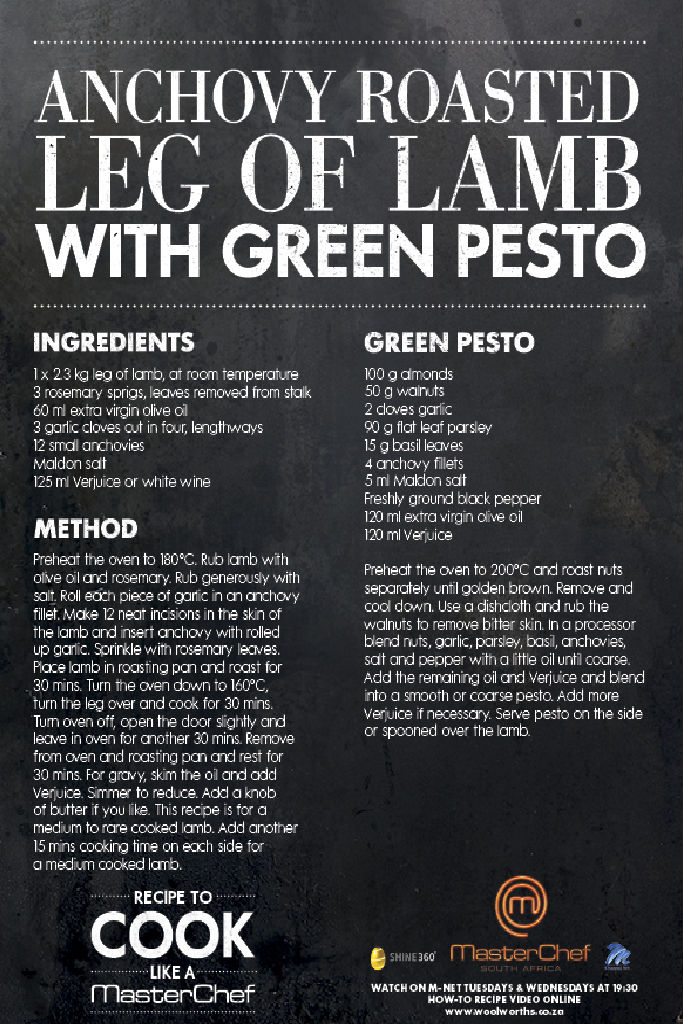 ANCHOVY ROASTED
LEG OF LAMB
WITH GREEN PESTO
INGREDIENTS
1 x 2.3 kg leg of lamb, at room temperature
3 rosemary sprigs, leaves removed from stalk
60 ml extra virgin olive oil
3 garlic cloves cut in four, lengthways
12 small anchovies
Maldon salt
125 ml Verjuice or white wine
METHOD
Preheat the oven to 180°C. Rub lamb with
olive oil and rosemary. Rub generously with
salt. Roll each piece of garlic in an anchovy
fillet. Make 12 neat incisions in the skin of
the lamb and insert anchovy with rolled
up garlic. Sprinkle with rosemary leaves.
Place lamb in roasting pan and roast for
30 mins. Turn the oven down to 160°C,
turn the leg over and cook for 30 mins.
Turn oven off, open the door slightly and
leave in oven for another 30 mins. Remove
from oven and roasting pan and rest for
30 mins. For gravy, skim the oil and add
Verjuice. Simmer to reduce. Add a knob
of butter if you like. This recipe is for a
medium to rare cooked lamb. Add another
15 mins cooking time on each side for
a medium cooked lamb.
GREEN PESTO
100 g almonds
50 g walnuts
2 cloves garlic
90 g flat leaf parsley
15 g basil leaves
4 anchovy fillets
5 ml Maldon salt
Freshly ground black pepper
120 ml extra virgin olive oil
120 ml Verjuice
Preheat the oven to 200°C and roast nuts
separately until golden brown. Remove and
cool down. Use a dishcloth and rub the
walnuts to remove bitter skin. In a processor
blend nuts, garlic, parsley, basil, anchovies,
salt and pepper with a little oil until coarse.
Add the remaining oil and Verjuice and blend
into a smooth or coarse pesto. Add more
Verjuice if necessary. Serve pesto on the side
or spooned over the lamb.
RECIPE TO
COOK
LIKE A
MasterChef
SHINE360°
MasterChef
SOUTH AFRICA
WATCH ON M-NET TUESDAYS & WEDNESDAYS AT 19:30
HOW-TO RECIPE VIDEO ONLINE
www.woolworths.co.za